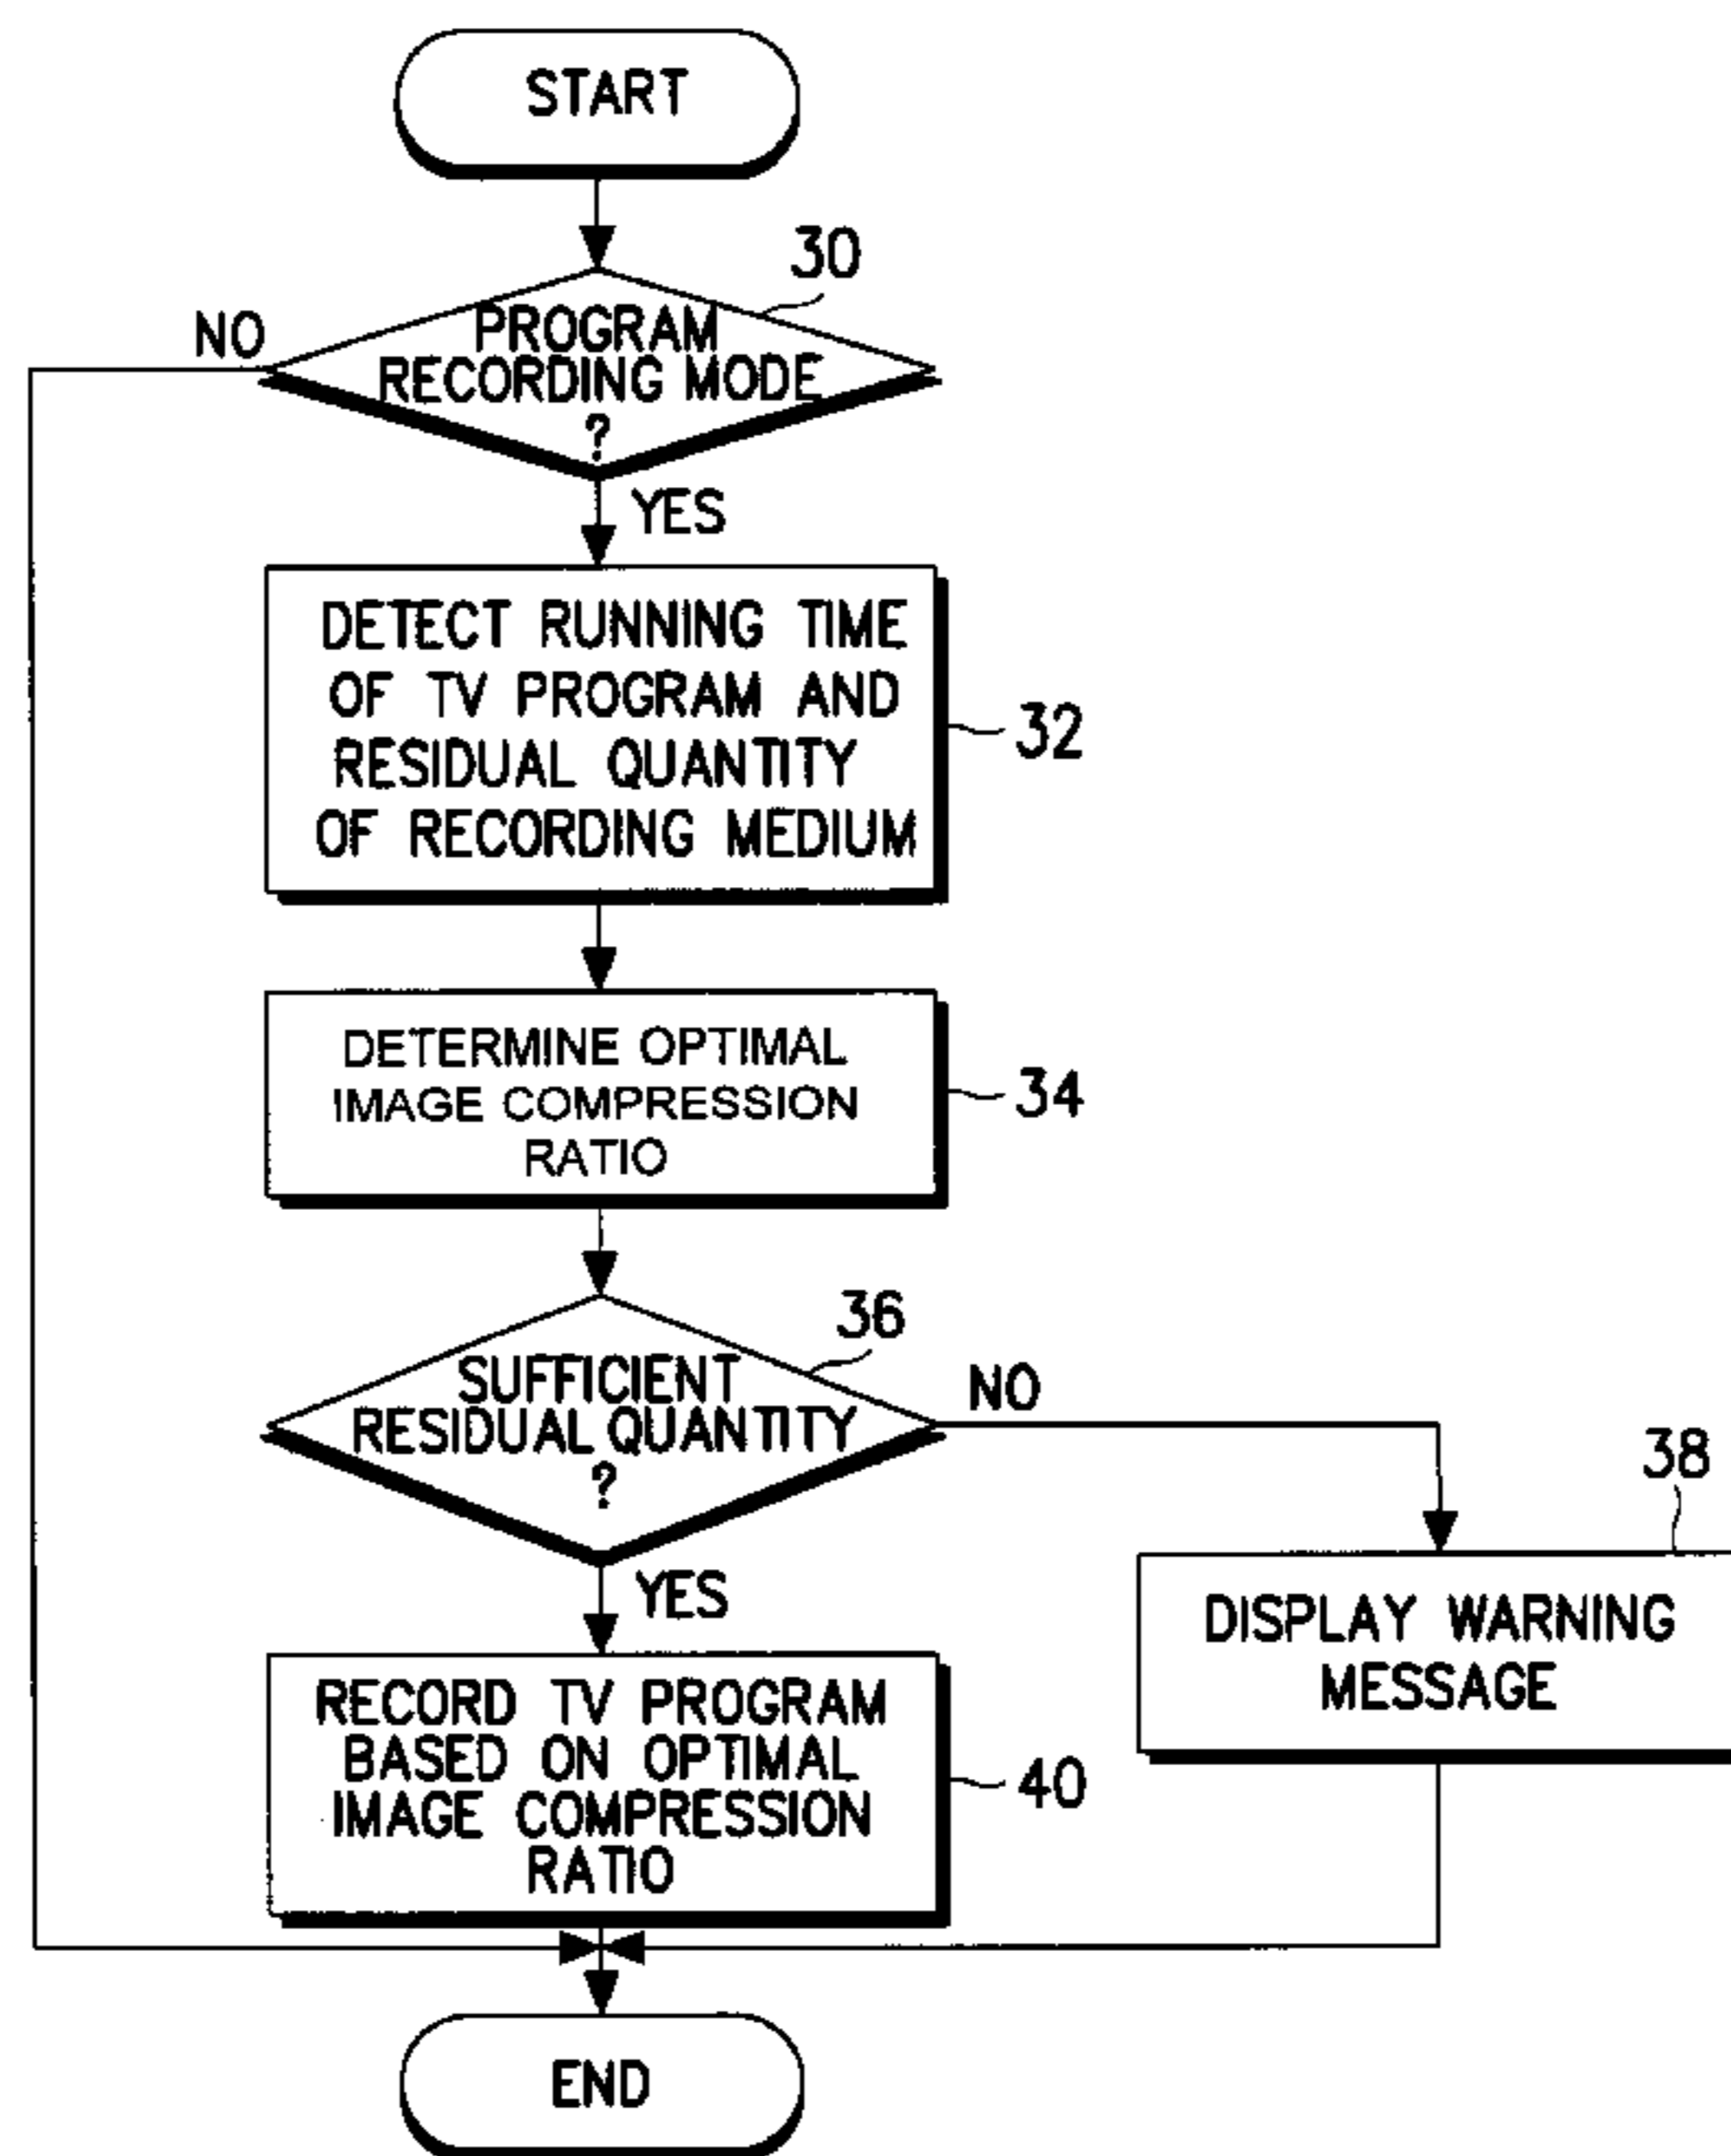 START
30
NO
PROGRAM
RECORDING MODE
?
YES
DETECT RUNNING TIME
OF TV PROGRAM AND
RESIDUAL QUANTITY
OF RECORDING MEDIUM
32
DETERMINE OPTIMAL
IMAGE COMPRESSION
RATIO
34
36
SUFFICIENT
RESIDUAL QUANTITY
?
NO
38
YES
DISPLAY WARNING
MESSAGE
RECORD TV PROGRAM
BASED ON OPTIMAL
IMAGE COMPRESSION
RATIO
40
END